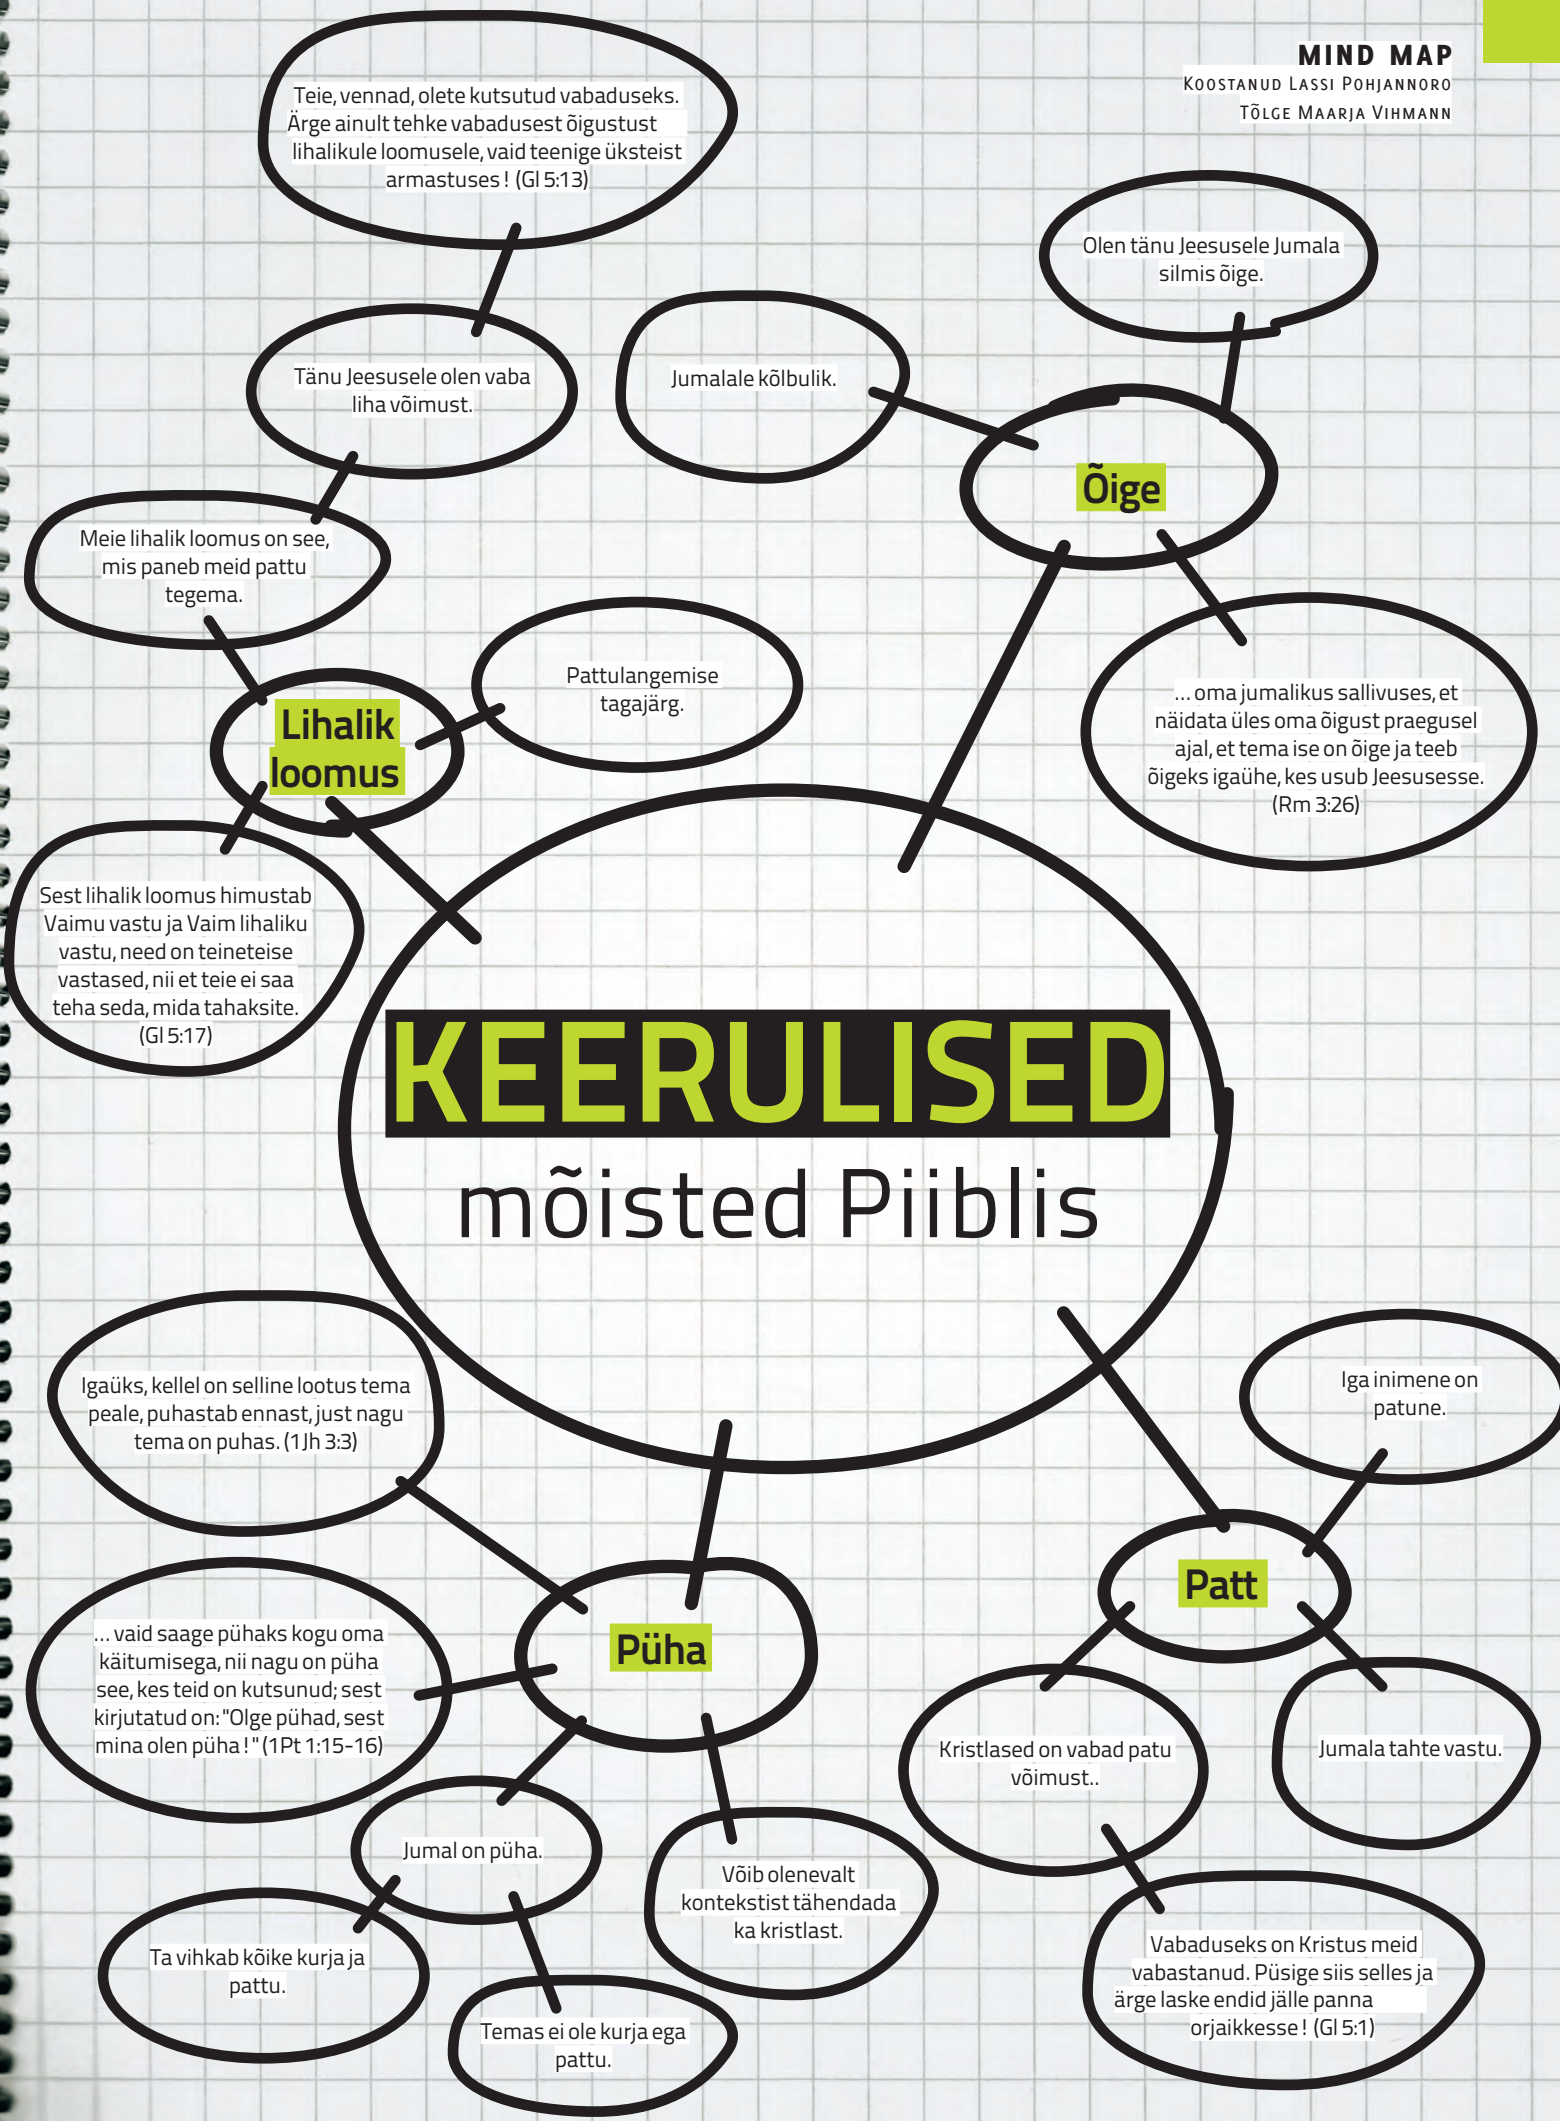 MIND MAP
KOOSTANUD LASSI POHJANNORO
TÕLGE MAARJA VIHMANN
Teie, vennad, olete kutsutud vabaduseks.
Ärge ainult tehke vabadusest õigustust
lihalikule loomusele, vaid teenige üksteist
armastuses! (Gl 5:13)
Olen tänu Jeesusele Jumala
silmis õige.
Tänu Jeesusele olen vaba
liha võimust.
Jumalale kõlbulik.
Õige
Meie lihalik loomus on see,
mis paneb meid pattu
tegema.
Pattulangemise
tagajärg.
Lihalik
loomus
... oma jumalikus sallivuses, et
näidata üles oma õigust praegusel
ajal, et tema ise on õige ja teeb
õigeks igaühe, kes usub Jeesusesse.
(Rm 3:26)
Sest lihalik loomus himustab
Vaimu vastu ja Vaim lihaliku
vastu, need on teineteise
vastased, nii et teie ei saa
teha seda, mida tahaksite.
(Gl 5:17)
KEERULISED
mõisted Piiblis
Igaüks, kellel on selline lootus tema
peale, puhastab ennast, just nagu
tema on puhas. (1Jh 3:3)
Iga inimene on
patune.
Patt
... vaid saage pühaks kogu oma
käitumisega, nii nagu on püha
see, kes teid on kutsunud; sest
kirjutatud on: "Olge pühad, sest
mina olen püha!" (1Pt 1:15-16)
Püha
Kristlased on vabad patu
võimust..
Jumala tahte vastu.
Jumal on püha.
Võib olenevalt
kontekstist tähendada
ka kristlast.
Ta vihkab kõike kurja ja
pattu.
Temas ei ole kurja ega
pattu.
Vabaduseks on Kristus meid
vabastanud. Püsige siis selles ja
ärge laske endid jälle panna
orjaikkesse! (Gl 5:1)